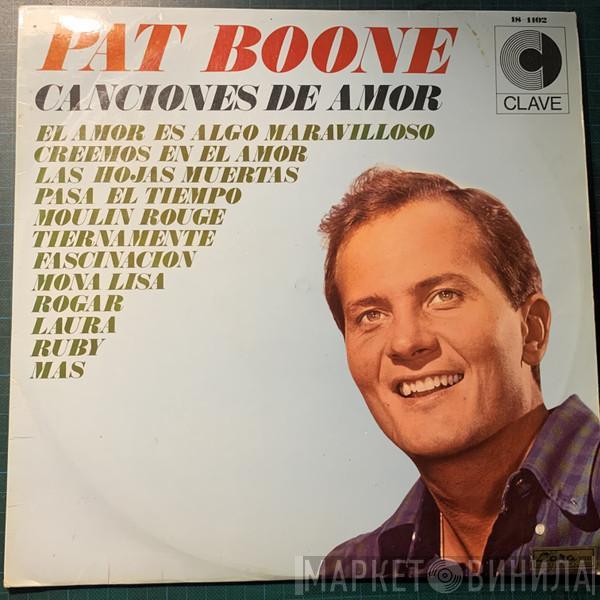 18-1102
PAT BOONE
CLAVE
CANCIONES DE AMOR
EL AMOR ES ALGO MARAVILLOSO
CREEMOS EN EL AMOR
LAS HOJAS MUERTAS
PASA EL TIEMPO
MOULIN ROUGE
TIERNAMENTE
FASCINACION
MONA LISA
ROGAR
LAURA
RUBY
MAS
МАРКЕТ ВИНИЛА